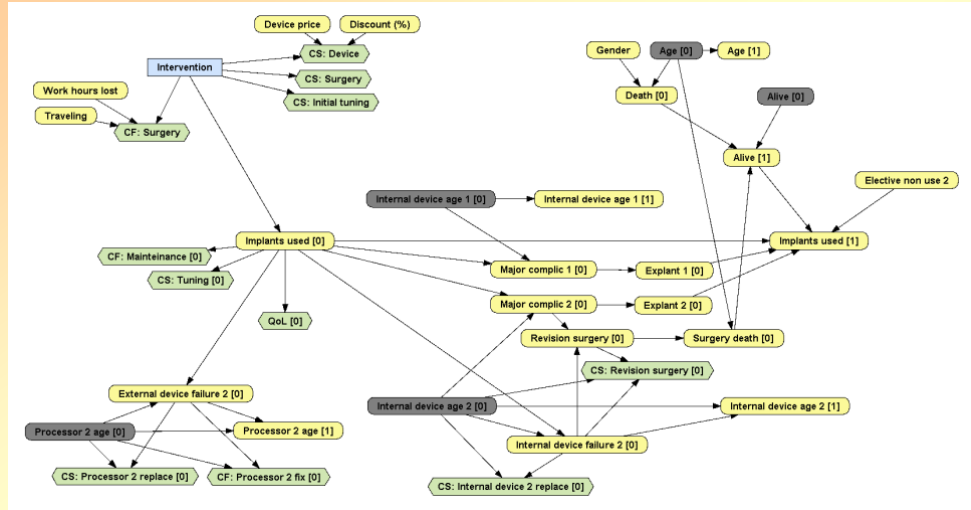 Device price
Discount (%)
CS: Device
Gender
Age [0]
Age [1]
Intervention
CS: Surgery
Work hours lost
CS: Initial tuning
Death [0]
Alive [0]
Traveling
CF: Surgery
Alive [1]
Elective non use 2
Internal device age 1 [0]
Internal device age 1 [1]
Implants used [0]
Implants used [1]
CF: Mainteinance [0]
Major complic 1 [0]
Explant 1 [0]
CS: Tuning [0]
Major complic 2 [0]
Explant 2 [0]
QoL [0]
Revision surgery [0]
Surgery death [0]
CS: Revision surgery [0]
External device failure 2 [0]
Internal device age 2 [0]
Internal device age 2 [1]
Processor 2 age [0]
Processor 2 age [1]
Internal device failure 2 [0]
CS: Processor 2 replace [0]
CF: Processor 2 fix [0]
CS: Internal device 2 replace [0]